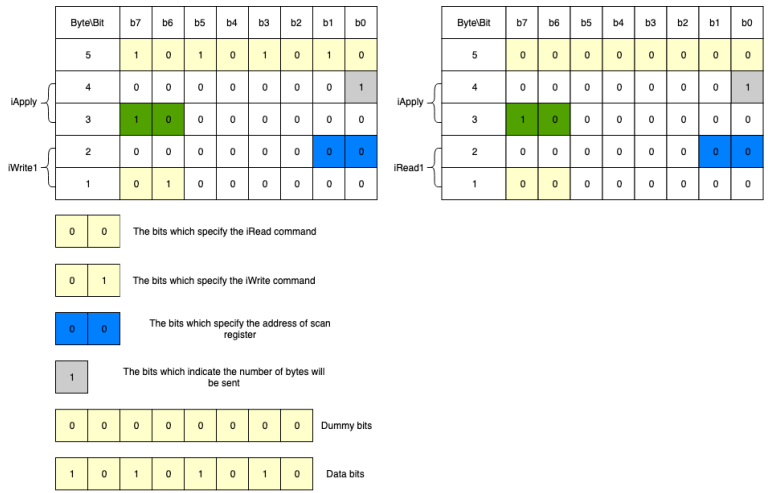 Byte\Bit b7 b6 b5 b4 b3 b2 b1 b0
5 1 0 1 0 1 0 1 0
4 0 0 0 0 0 0 0 1
iApply
3 1 0 0 0 0 0 0 0
2 0 0 0 0 0 0 0 0
iWrite1
1 0 1 0 0 0 0 0 0
Byte\Bit b7 b6 b5 b4 b3 b2 b1 b0
5 0 0 0 0 0 0 0 0
4 0 0 0 0 0 0 0 1
iApply
3 1 0 0 0 0 0 0 0
2 0 0 0 0 0 0 0 0
iRead1
1 0 0 0 0 0 0 0 0
0 0 The bits which specify the iRead command
0 1 The bits which specify the iWrite command
0 0 The bits which specify the address of scan
register
1 The bits which indicate the number of bytes will
be sent
0 0 0 0 0 0 0 0 Dummy bits
1 0 1 0 1 0 1 0 Data bits